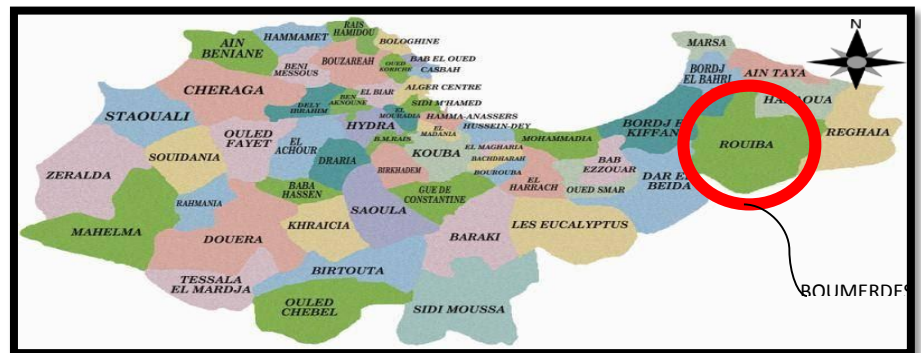 N
RAIS
HAMIDOU
HAMMAMET
AIN
BENIANE
BOLOGHINE
MARSA
BOUZAREAH
BAB EL OUED
CASBAH
BENI
MESSOUS
OUED
KORICHE
BORDJ
EL BAHRI
AIN TAYA
CHERAGA
EL BIAR
ALGER CENTRE
BEN
AKNOUNE
SIDI M'HAMED
DELY
IBRAHIM
EL
MOURADIA
HAMMA-ANASSERS
STAOUALI
HYDRA
EL
MADANIA
HUSSEIN-DEY
BORDJ E
KIFFAN
REGHAIA
OULED
FAYET
EL
ACHOUR
B.M.RAIS
MOHAMMADIA
ROUIBA
SOUIDANIA
DRARIA
KOUBA
EL MAGHARIA
BACHDHARAH
BOUROUBA
BAB
EZZOUAR
ZERALDA
BIRKHADEM
EL
HARRACH
OUED SMAR
DAR E
BEIDA
BABA
HASSEN
GUE DE
CONSTANTINE
RAHMANIA
SAOULA
MAHELMA
DOUERA
KHRAICIA
BARAKI
LES EUCALYPTUS
TESSALA
EL MARDJA
BIRTOUTA
BOUMERDES
OULED
CHEBEL
SIDI MOUSSA